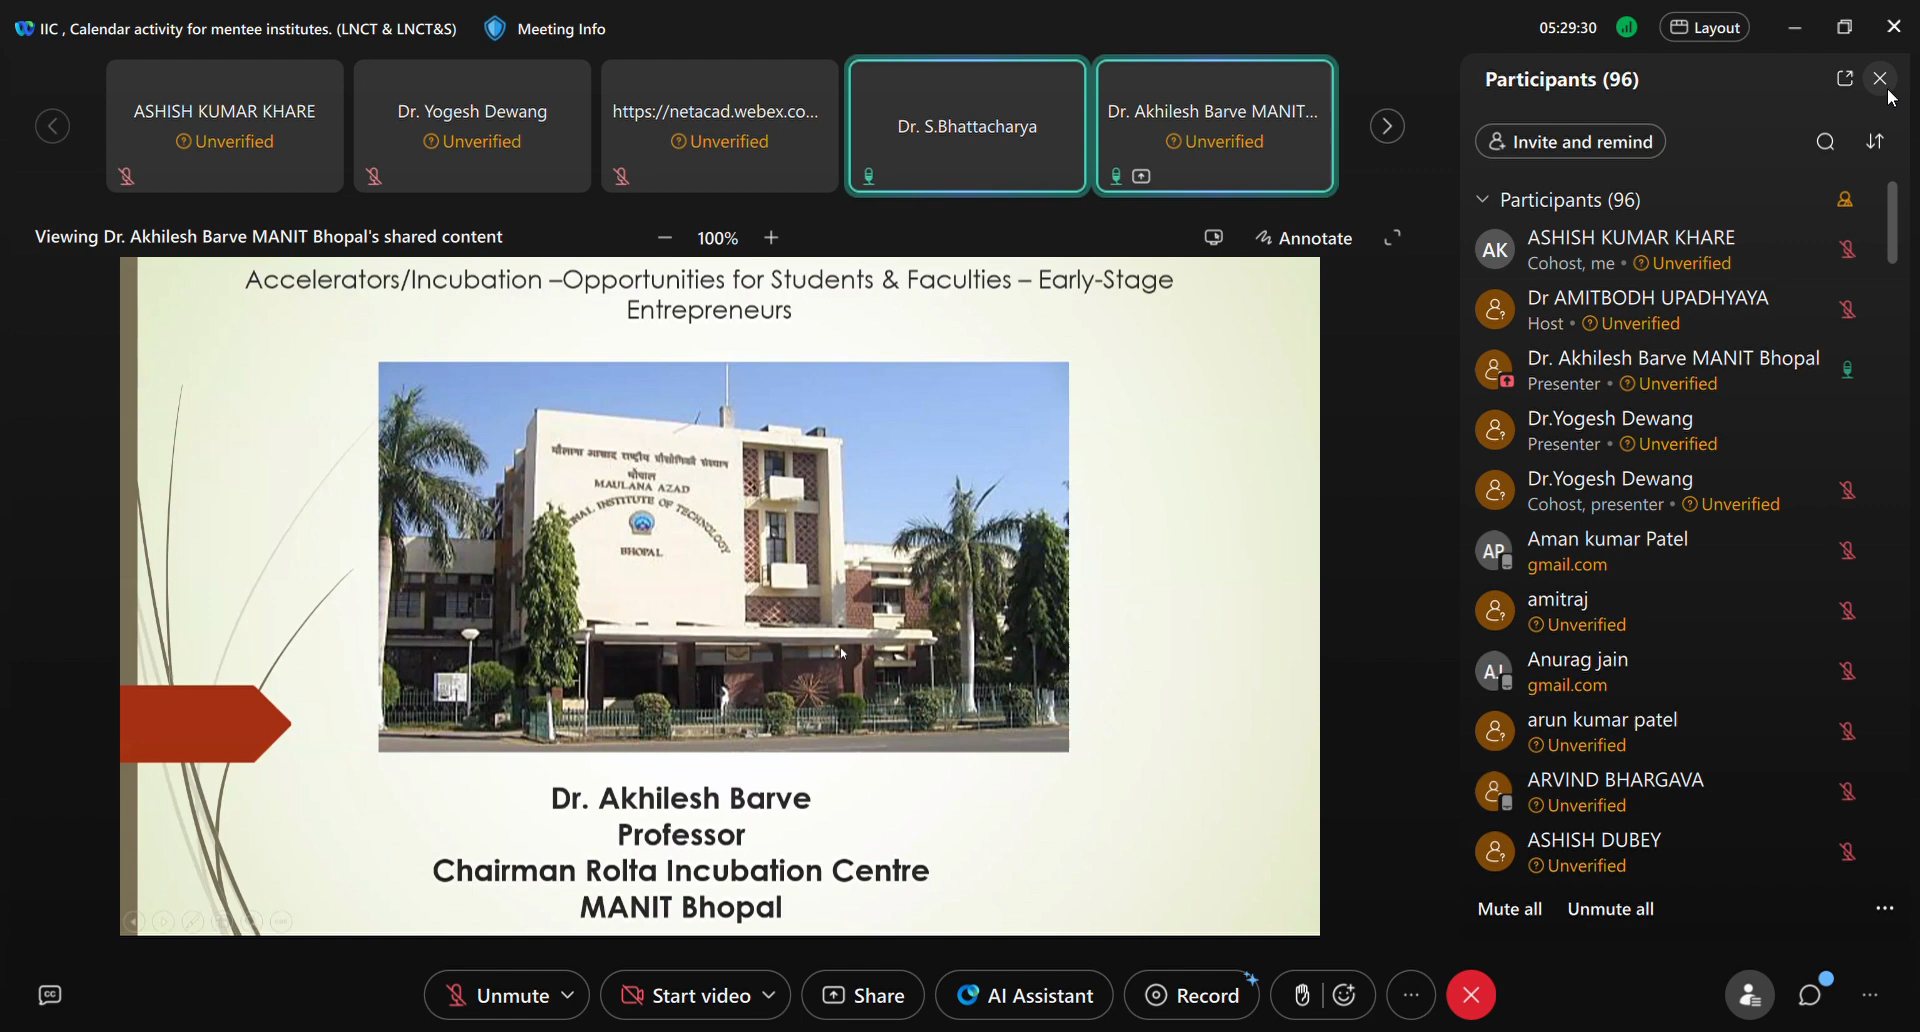 IIC , Calendar activity for mentee institutes. (LNCT & LNCT&S)
Meeting Info
05:29:30
Layout
ASHISH KUMAR KHARE
Unverified
Dr. Yogesh Dewang
Unverified
https://netacad.webex.co...
Unverified
Dr. S.Bhattacharya
Dr. Akhilesh Barve MANIT...
Unverified
Viewing Dr. Akhilesh Barve MANIT Bhopal's shared content
100%
Annotate
Accelerators/Incubation –Opportunities for Students & Faculties – Early-Stage
Entrepreneurs
मौलाना आजाद राष्ट्रीय प्रौद्योगिकी संस्थान
भोपाल
MAULANA AZAD
NAL INSTITUTE OF TECHNOLOGY
BHOPAL
Dr. Akhilesh Barve
Professor
Chairman Rolta Incubation Centre
MANIT Bhopal
Participants (96)
Invite and remind
Participants (96)
AK
ASHISH KUMAR KHARE
Cohost, me • Unverified
Dr AMITBODH UPADHYAYA
Host • Unverified
Dr. Akhilesh Barve MANIT Bhopal
Presenter • Unverified
Dr.Yogesh Dewang
Presenter • Unverified
Dr.Yogesh Dewang
Cohost, presenter • Unverified
AP
Aman kumar Patel
gmail.com
amitraj
Unverified
AJ
Anurag jain
gmail.com
arun kumar patel
Unverified
ARVIND BHARGAVA
Unverified
ASHISH DUBEY
Unverified
Mute all
Unmute all
CC
Unmute
Start video
Share
AI Assistant
Record